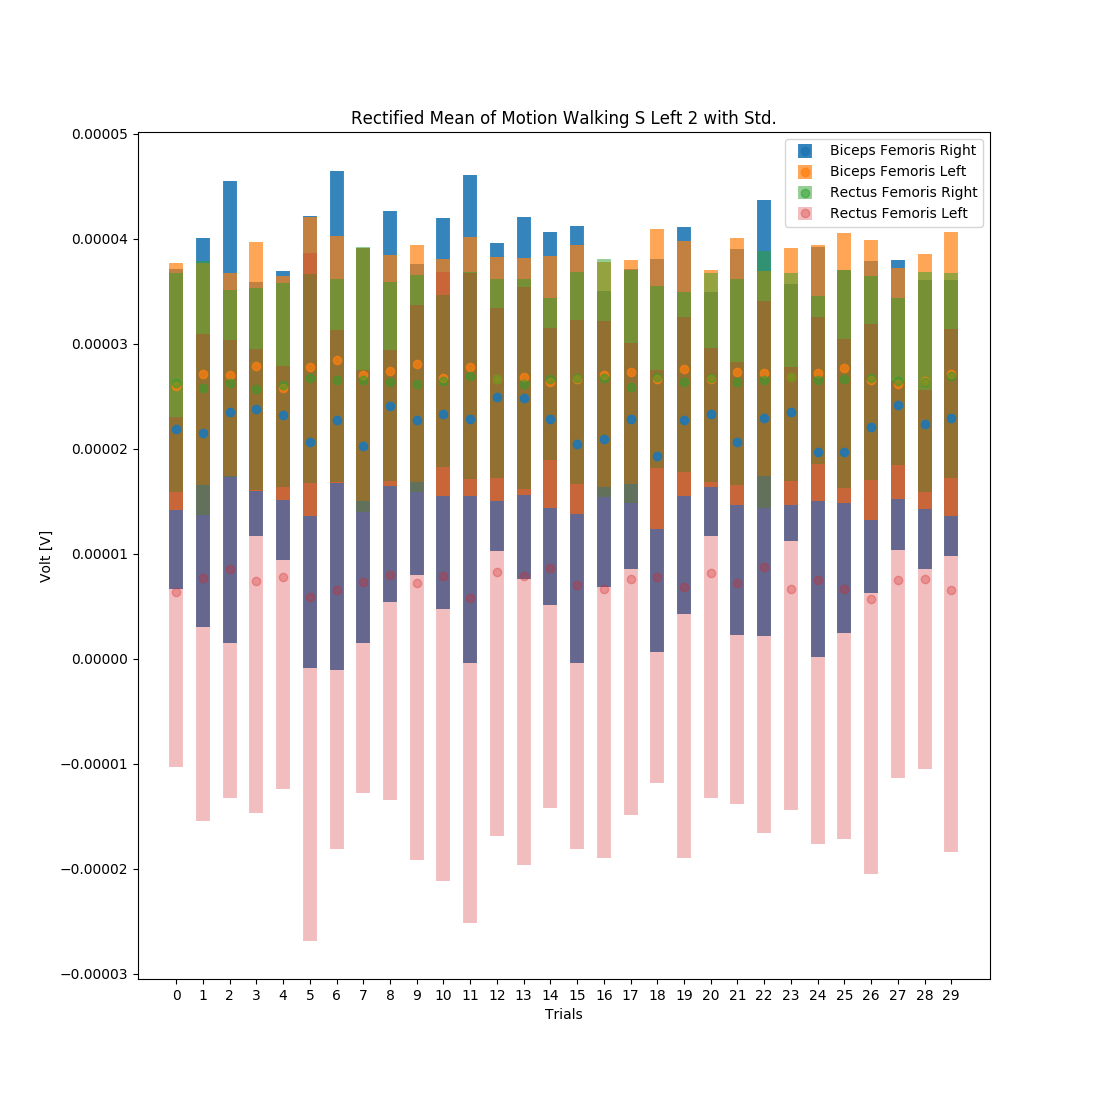 Rectified Mean of Motion Walking S Left 2 with Std.
0.00005
0.00004
0.00003
0.00002
0.00001
0.00000
−0.00001
−0.00002
−0.00003
Volt [V]
Biceps Femoris Right
Biceps Femoris Left
Rectus Femoris Right
Rectus Femoris Left
0 1 2 3 4 5 6 7 8 9 10 11 12 13 14 15 16 17 18 19 20 21 22 23 24 25 26 27 28 29
Trials